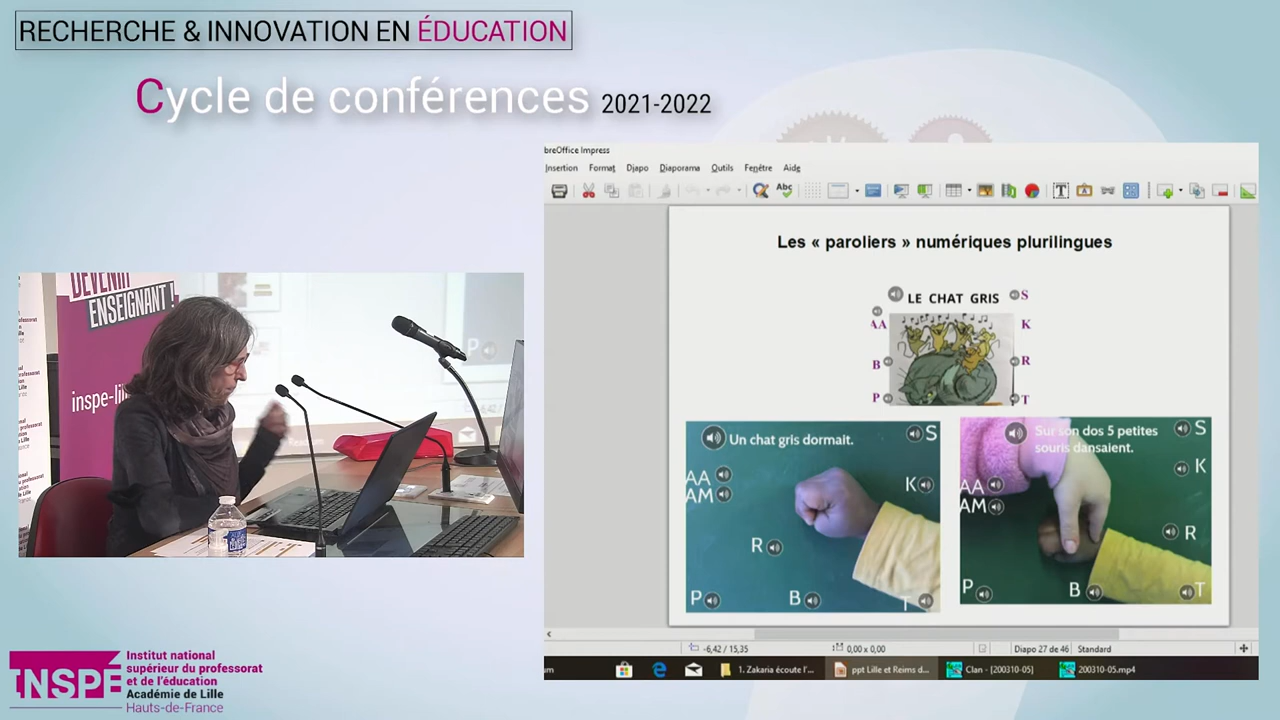 RECHERCHE & INNOVATION EN ÉDUCATION
Cycle de conférences 2021-2022
breOffice Impress
Insertion Format Diapo Diaporama Outils Fenêtre Aide
Abc
T
A
Les « paroliers » numériques plurilingues
LE CHAT GRIS
S
AA
K
B
R
P
T
Un chat gris dormait.
S
AA
AM
K
R
P
B
T
Sur son dos 5 petites
souris dansaient.
S
K
AA
AM
R
P
B
T
-6,42 / 15,35
0,00 x 0,00
Diapo 27 de 46
Standard
1. Zakaria écoute l'...
ppt Lille et Reims d...
Clan - [200310-05]
200310-05.mp4
DEVENIR
ENSEIGNANT !
inspe-lil
P
INSPE
Institut national
supérieur du professorat
et de l'éducation
Académie de Lille
Hauts-de-France